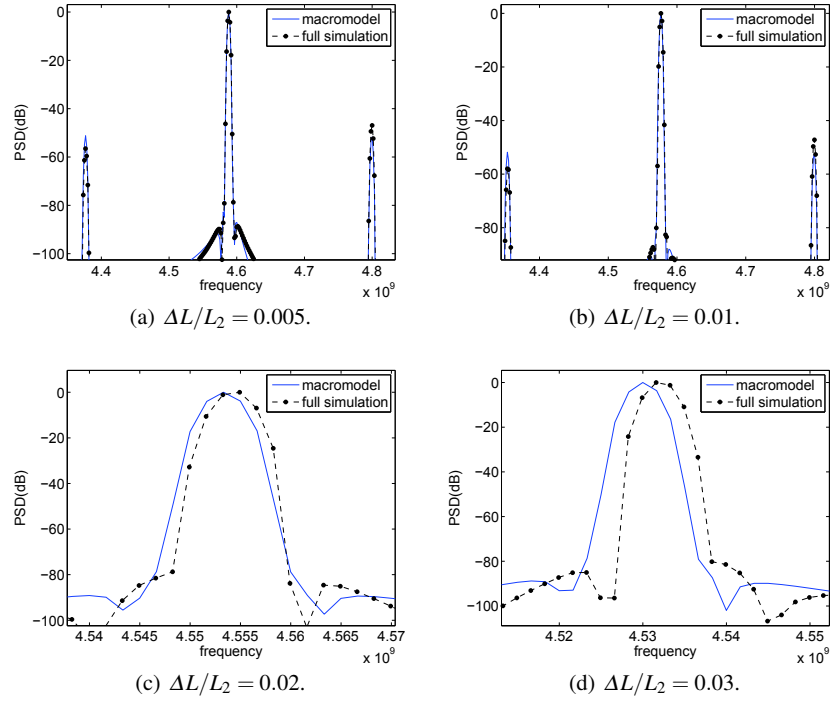 macromodel
full simulation
PSD(dB)
0
−20
−40
−60
−80
−100
4.4
4.5
4.6
4.7
4.8
frequency
x 10⁹
(a) ΔL/L₂ = 0.005.
macromodel
full simulation
PSD(dB)
0
−20
−40
−60
−80
4.4
4.5
4.6
4.7
4.8
frequency
x 10⁹
(b) ΔL/L₂ = 0.01.
macromodel
full simulation
PSD(dB)
0
−20
−40
−60
−80
−100
4.54
4.545
4.55
4.555
4.56
4.565
4.57
frequency
x 10⁹
(c) ΔL/L₂ = 0.02.
macromodel
full simulation
PSD(dB)
0
−20
−40
−60
−80
−100
4.52
4.53
4.54
4.55
frequency
x 10⁹
(d) ΔL/L₂ = 0.03.